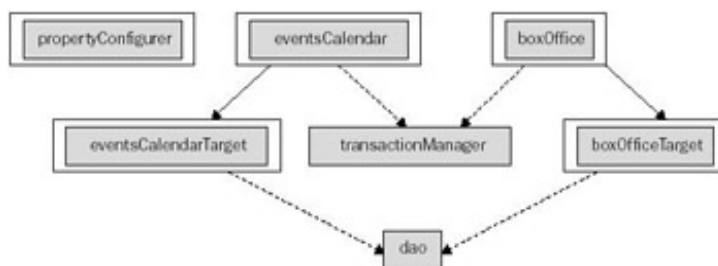 propertyConfigurer
eventsCalendar
boxOffice
eventsCalendarTarget
transactionManager
boxOfficeTarget
dao